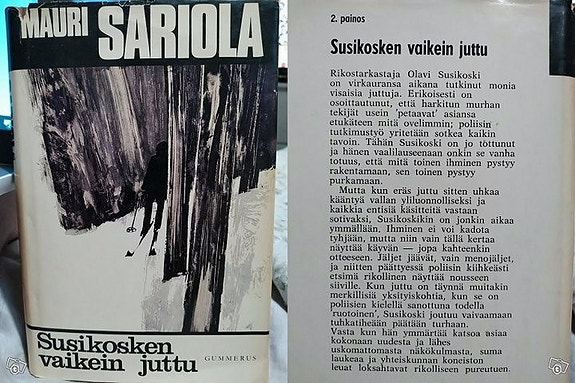 MAURI SARIOLA
Susikosken
vaikein juttu
GUMMERUS
2. painos
Susikosken vaikein juttu
Rikostarkastaja Olavi Susikoski
on virkauransa aikana tutkinut monia
visaisia juttuja. Erikoisesti on
osoittautunut, että harkitun murhan
tekijät usein 'petaavat' asiansa
etukäteen mitä ovelimmin; poliisin
tutkimustyö yritetään sotkea kaikin
tavoin. Tähän Susikoski on jo tottunut
ja hänen vaalilauseenaan onkin se vanha
totuus, että mitä toinen ihminen pystyy
rakentamaan, sen toinen pystyy
purkamaan.
Mutta kun eräs juttu sitten uhkaa
kääntyä vallan yliluonnolliseksi ja
kaikkia entisiä käsitteitä vastaan
sotivaksi, Susikoskikin on jonkin aikaa
ymmällään. Ihminen ei voi kadota
tyhjään, mutta niin vain tällä kertaa
näyttää käyvän — jopa kahteenkin
otteeseen. Jäljet jäävät, vain menojäljet,
ja niitten päättyessä poliisin kiihkeästi
etsimä rikollinen näyttää nousseen
siiville. Kun juttu on täynnä muitakin
merkillisiä yksityiskohtia, kun se on
poliisien kielellä sanottuna todella
'ruotoinen', Susikoski joutuu vaivaamaan
tuhkatiheään päätään turhaan.
Vasta kun hän ymmärtää katsoa asiaa
kokonaan uudesta ja lähes
uskomattomasta näkökulmasta, suma
laukeaa ja yhteiskunnan koneiston
leuat loksahtavat rikolliseen pureutuen.